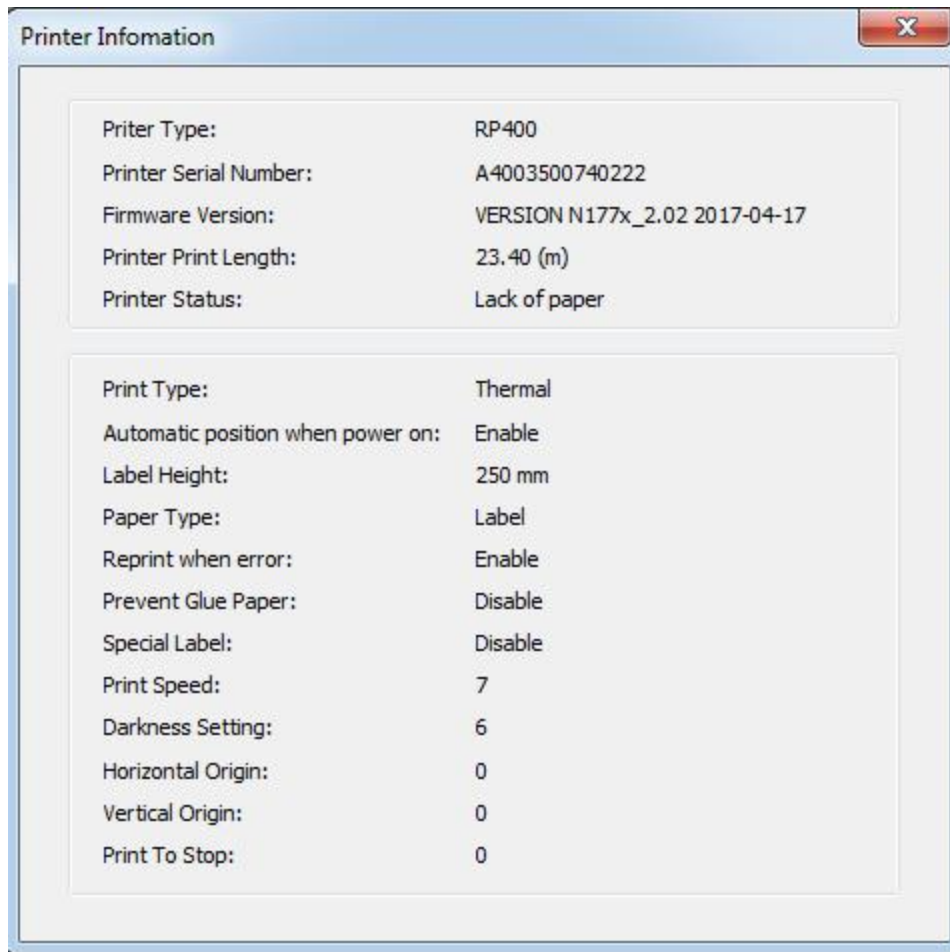 Printer Infomation
Priter Type: RP400
Printer Serial Number: A4003500740222
Firmware Version: VERSION N177x_2.02 2017-04-17
Printer Print Length: 23.40 (m)
Printer Status: Lack of paper
Print Type: Thermal
Automatic position when power on: Enable
Label Height: 250 mm
Paper Type: Label
Reprint when error: Enable
Prevent Glue Paper: Disable
Special Label: Disable
Print Speed: 7
Darkness Setting: 6
Horizontal Origin: 0
Vertical Origin: 0
Print To Stop: 0